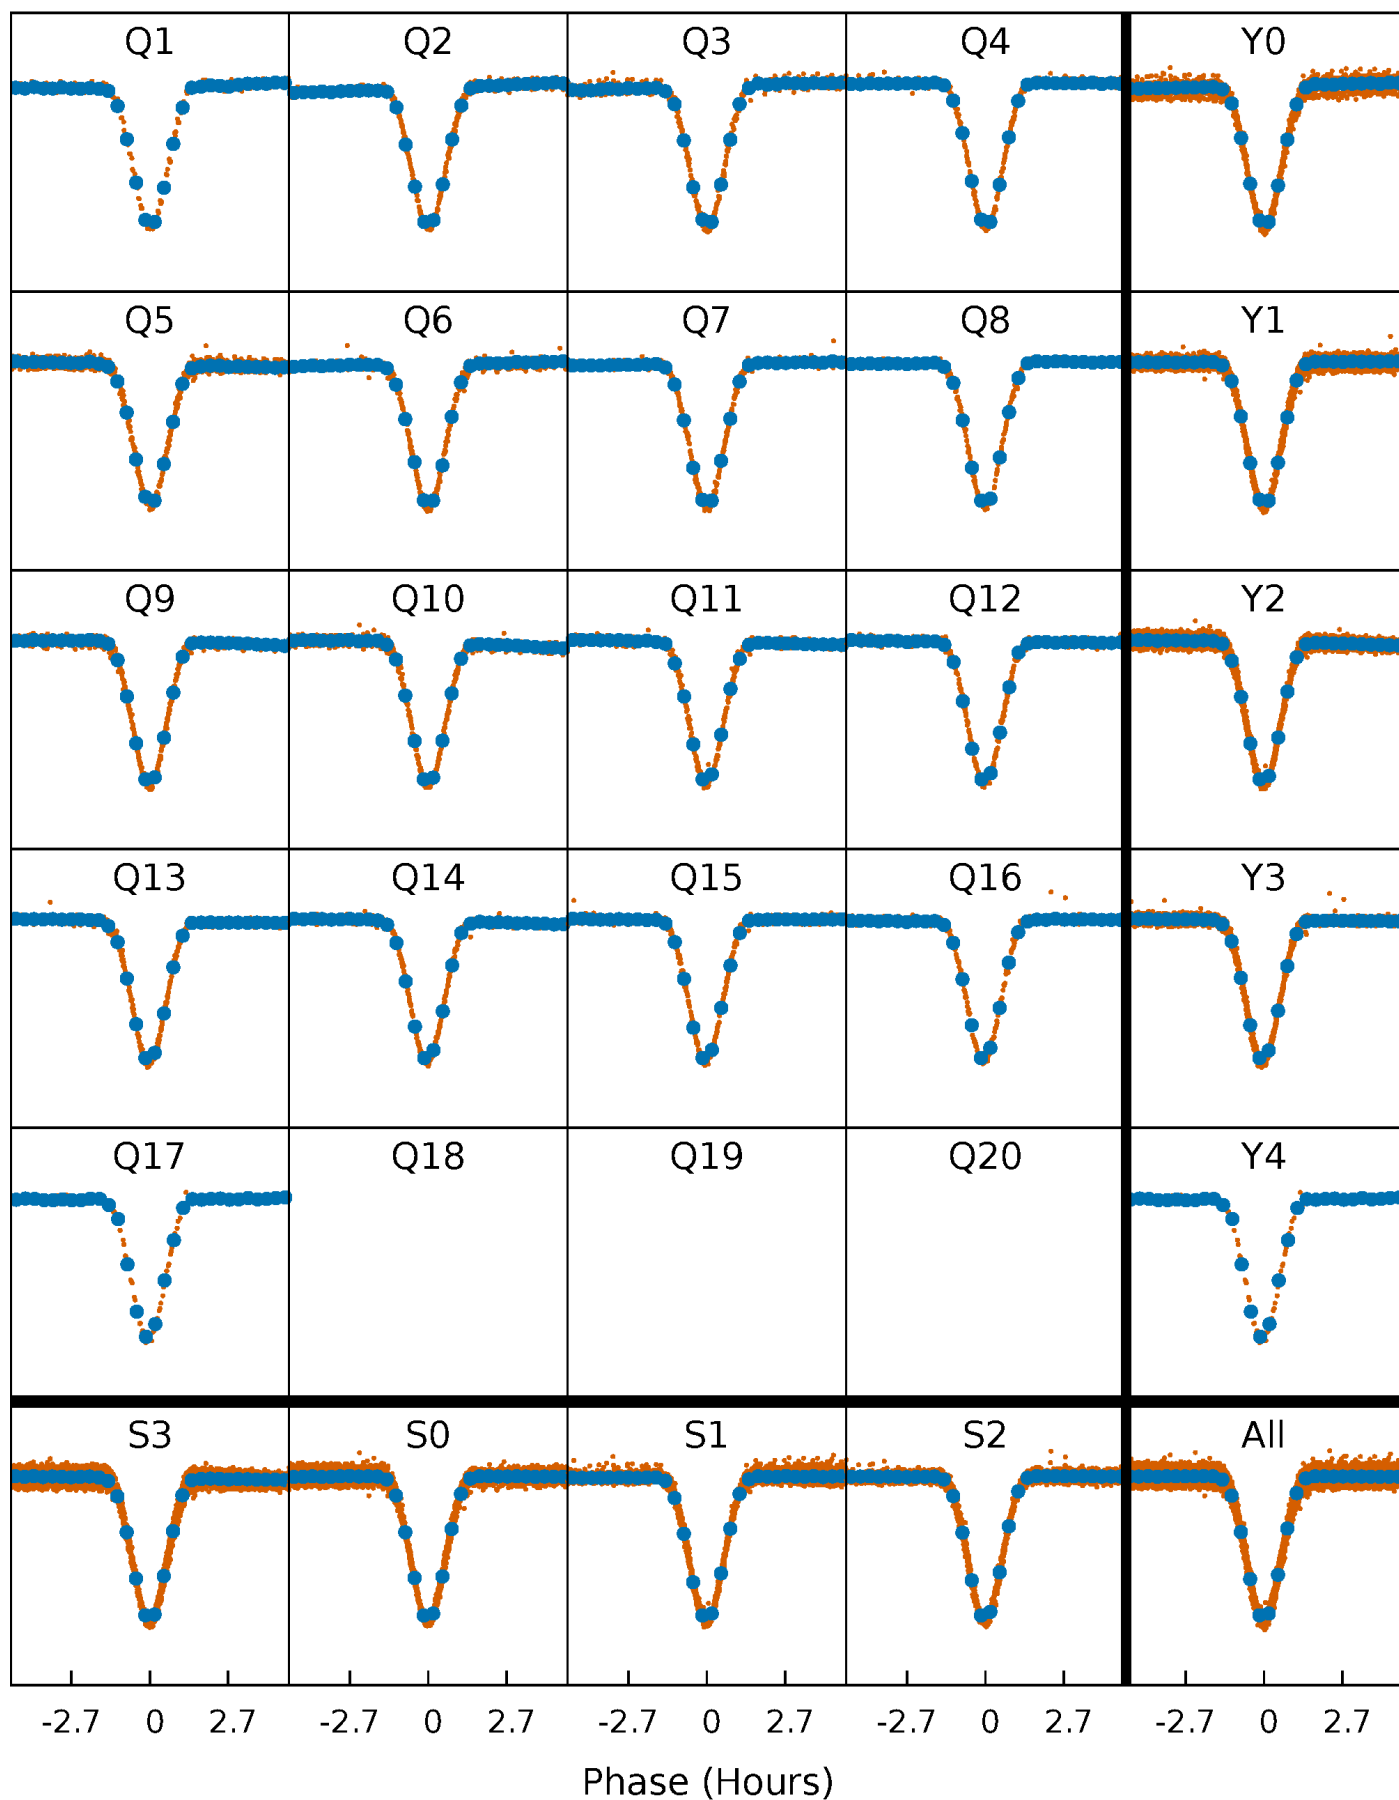 Q1 Q2 Q3 Q4 Y0
Q5 Q6 Q7 Q8 Y1
Q9 Q10 Q11 Q12 Y2
Q13 Q14 Q15 Q16 Y3
Q17 Q18 Q19 Q20 Y4
S3 S0 S1 S2 All
-2.7 0 2.7 -2.7 0 2.7 -2.7 0 2.7 -2.7 0 2.7 -2.7 0 2.7
Phase (Hours)